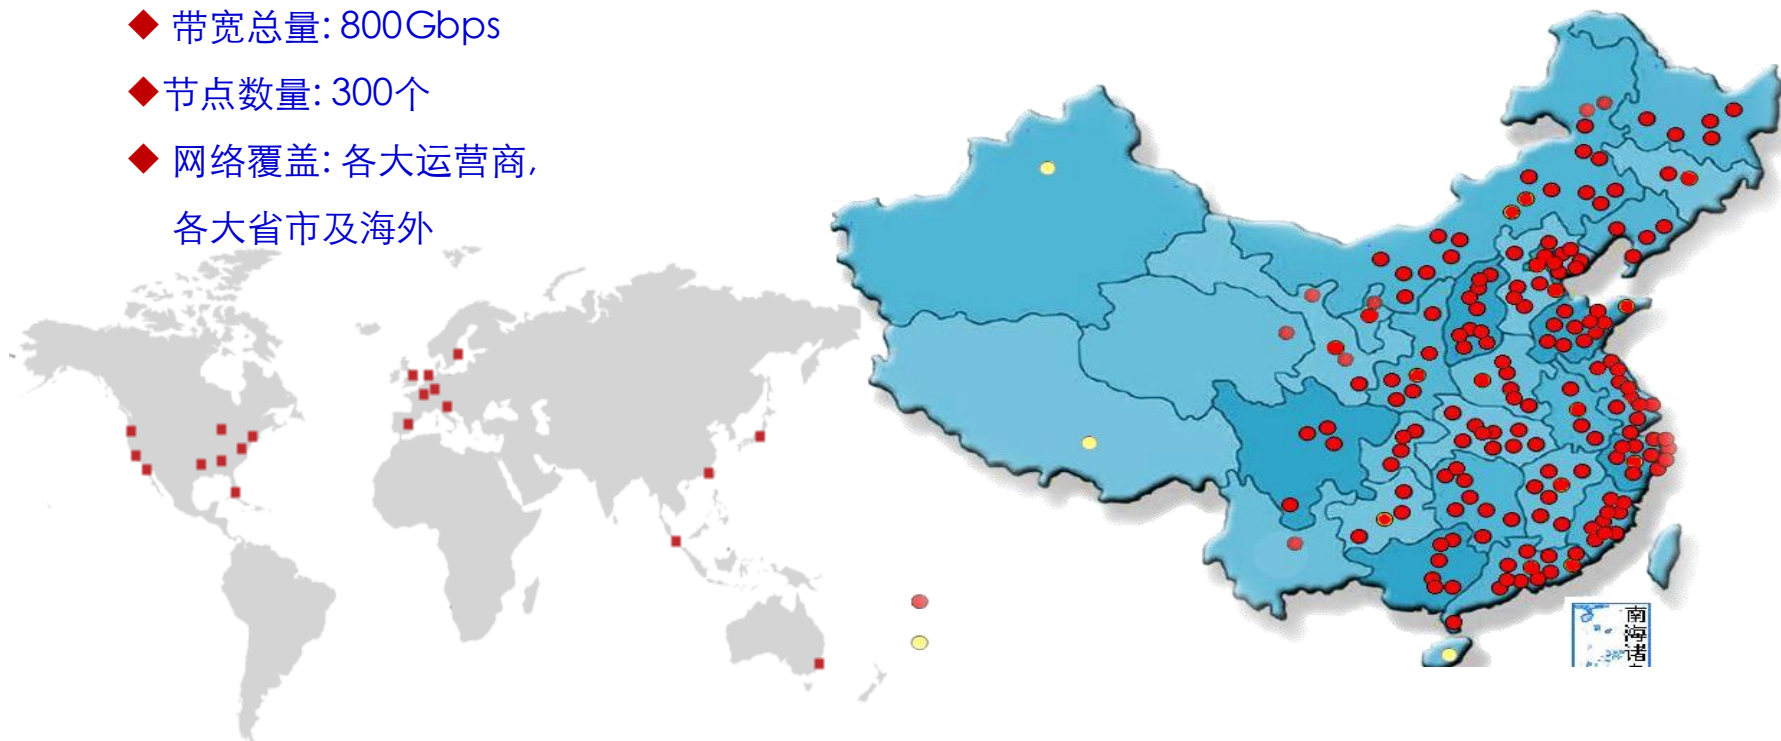 带宽总量: 800Gbps
节点数量: 300个
网络覆盖: 各大运营商,
各大省市及海外
南
海
诸